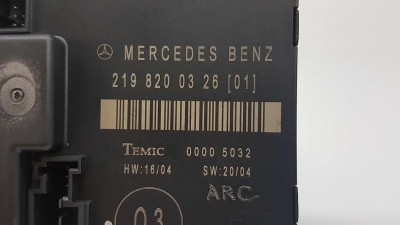 MERCEDES BENZ
219 820 03 26 [01]
TEMIC 0000 5032
HW:16/04 SW:20/04
ARC
03